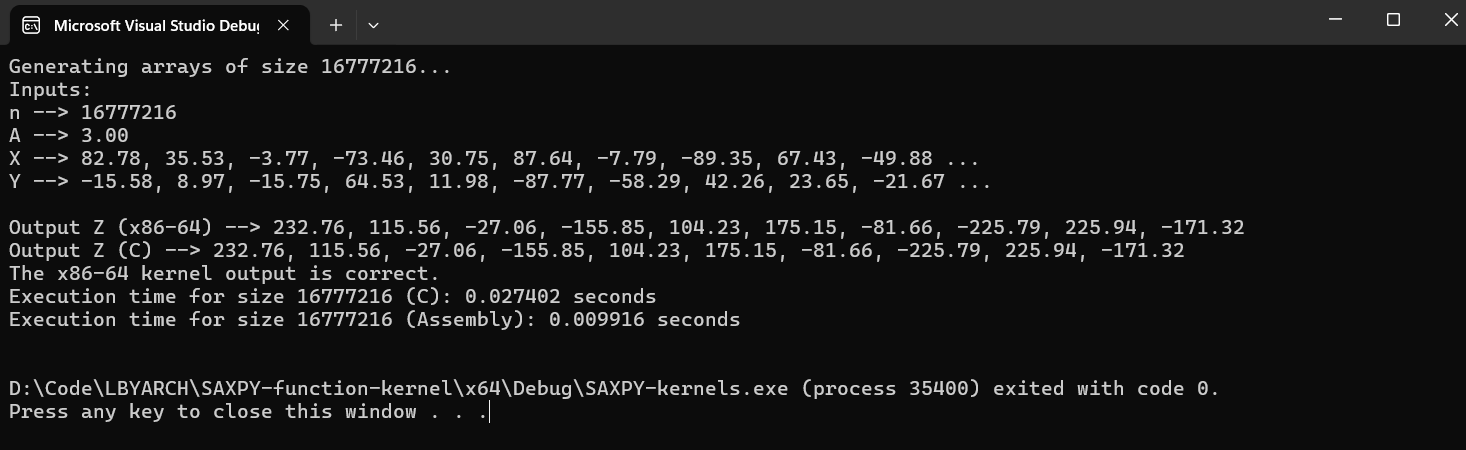 Microsoft Visual Studio Debug
Generating arrays of size 16777216...
Inputs:
n --> 16777216
A --> 3.00
X --> 82.78, 35.53, -3.77, -73.46, 30.75, 87.64, -7.79, -89.35, 67.43, -49.88 ...
Y --> -15.58, 8.97, -15.75, 64.53, 11.98, -87.77, -58.29, 42.26, 23.65, -21.67 ...
Output Z (x86-64) --> 232.76, 115.56, -27.06, -155.85, 104.23, 175.15, -81.66, -225.79, 225.94, -171.32
Output Z (C) --> 232.76, 115.56, -27.06, -155.85, 104.23, 175.15, -81.66, -225.79, 225.94, -171.32
The x86-64 kernel output is correct.
Execution time for size 16777216 (C): 0.027402 seconds
Execution time for size 16777216 (Assembly): 0.009916 seconds
D:\Code\LBYARCH\SAXPY-function-kernel\x64\Debug\SAXPY-kernels.exe (process 35400) exited with code 0.
Press any key to close this window . . .